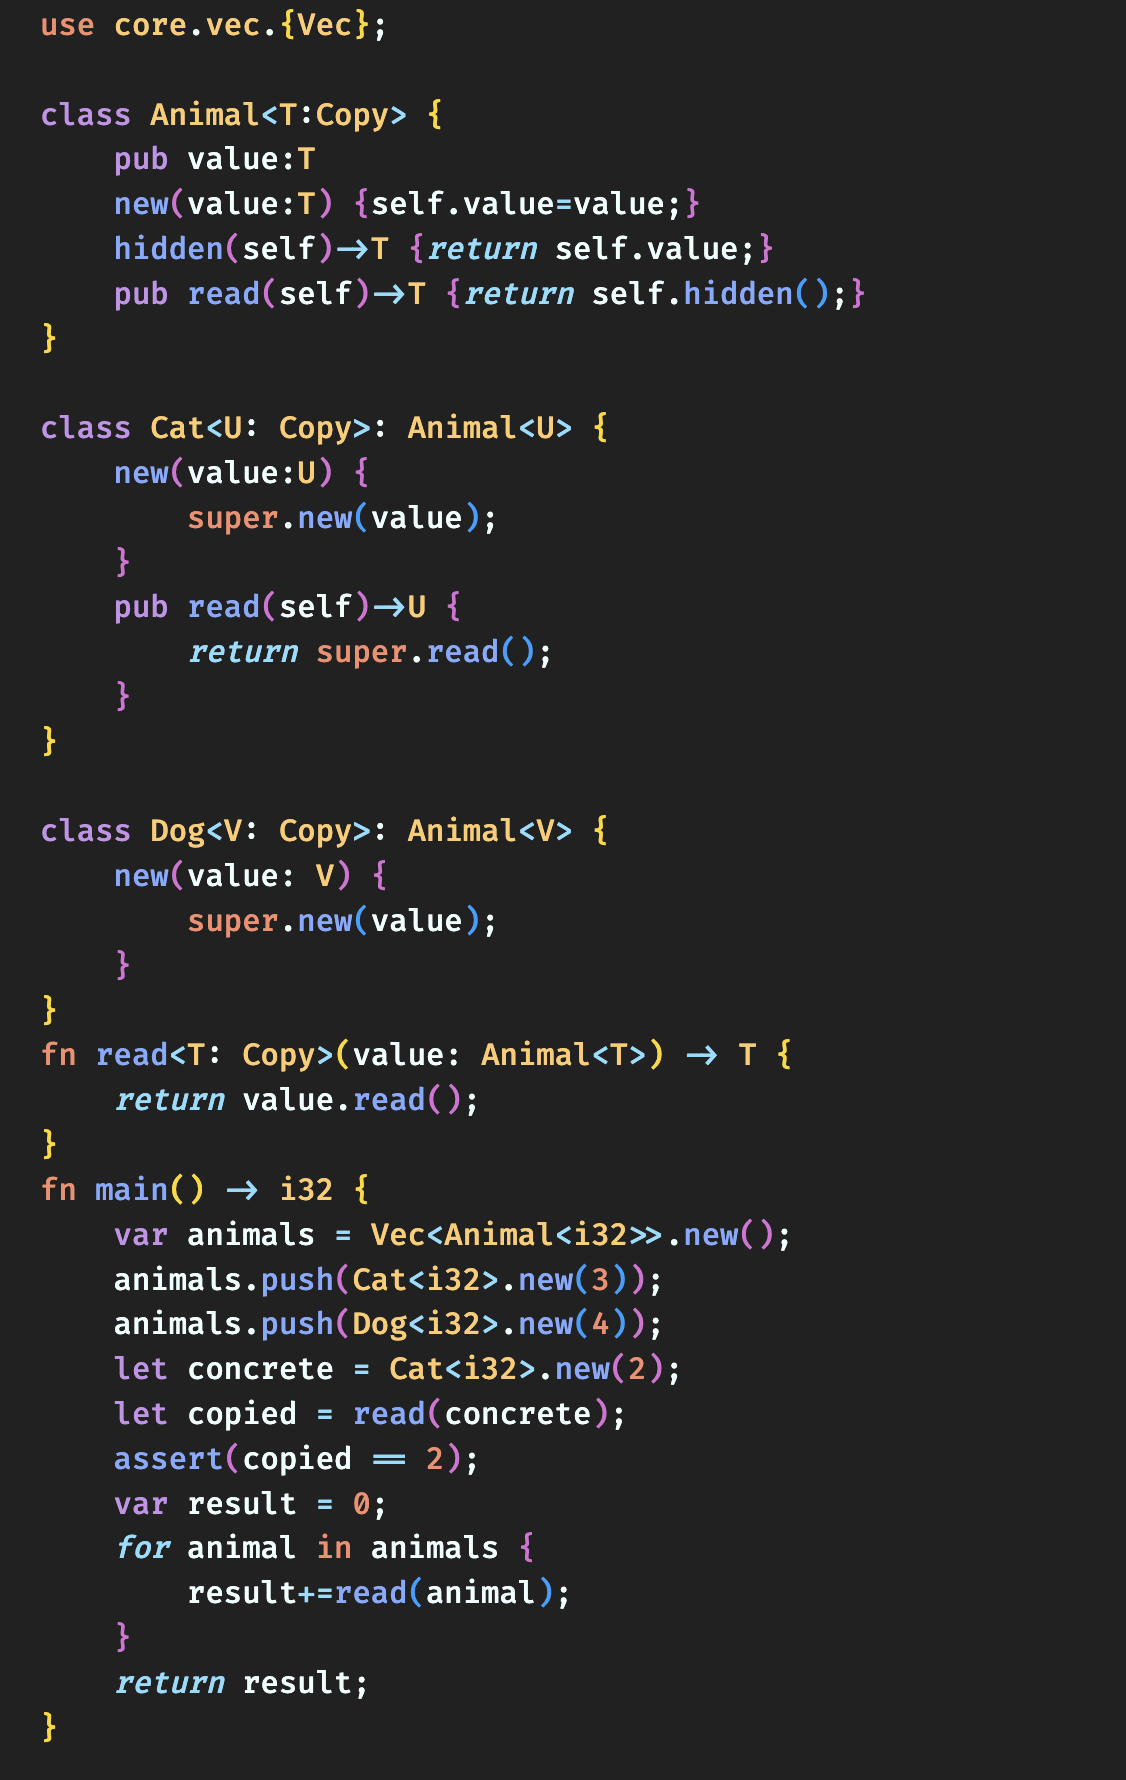 use core.vec.{Vec};
class Animal<T:Copy> {
    pub value:T
    new(value:T) {self.value=value;}
    hidden(self)->T {return self.value;}
    pub read(self)->T {return self.hidden();}
}
class Cat<U: Copy>: Animal<U> {
    new(value:U) {
        super.new(value);
    }
    pub read(self)->U {
        return super.read();
    }
}
class Dog<V: Copy>: Animal<V> {
    new(value: V) {
        super.new(value);
    }
}
fn read<T: Copy>(value: Animal<T>) -> T {
    return value.read();
}
fn main() -> i32 {
    var animals = Vec<Animal<i32>>.new();
    animals.push(Cat<i32>.new(3));
    animals.push(Dog<i32>.new(4));
    let concrete = Cat<i32>.new(2);
    let copied = read(concrete);
    assert(copied == 2);
    var result = 0;
    for animal in animals {
        result+=read(animal);
    }
    return result;
}